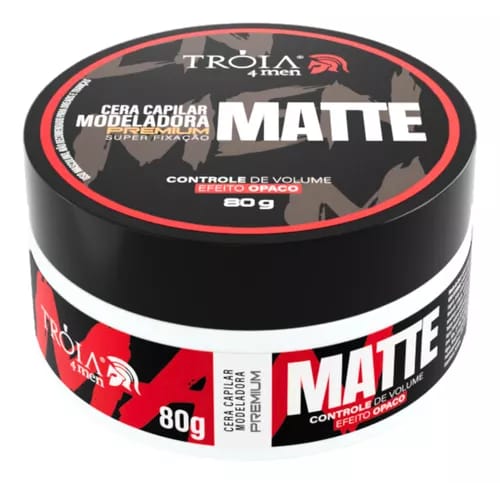 TRÓIA®
4 men
CERA CAPILAR
MODELADORA
PREMIUM
SUPER FIXAÇÃO
MATTE
CONTROLE DE VOLUME
EFEITO OPACO
80 g
TRÓIA
4 men
80g
CERA CAPILAR
MODELADORA
PREMIUM
MATTE
CONTROLE DE VOLUME
EFEITO OPACO